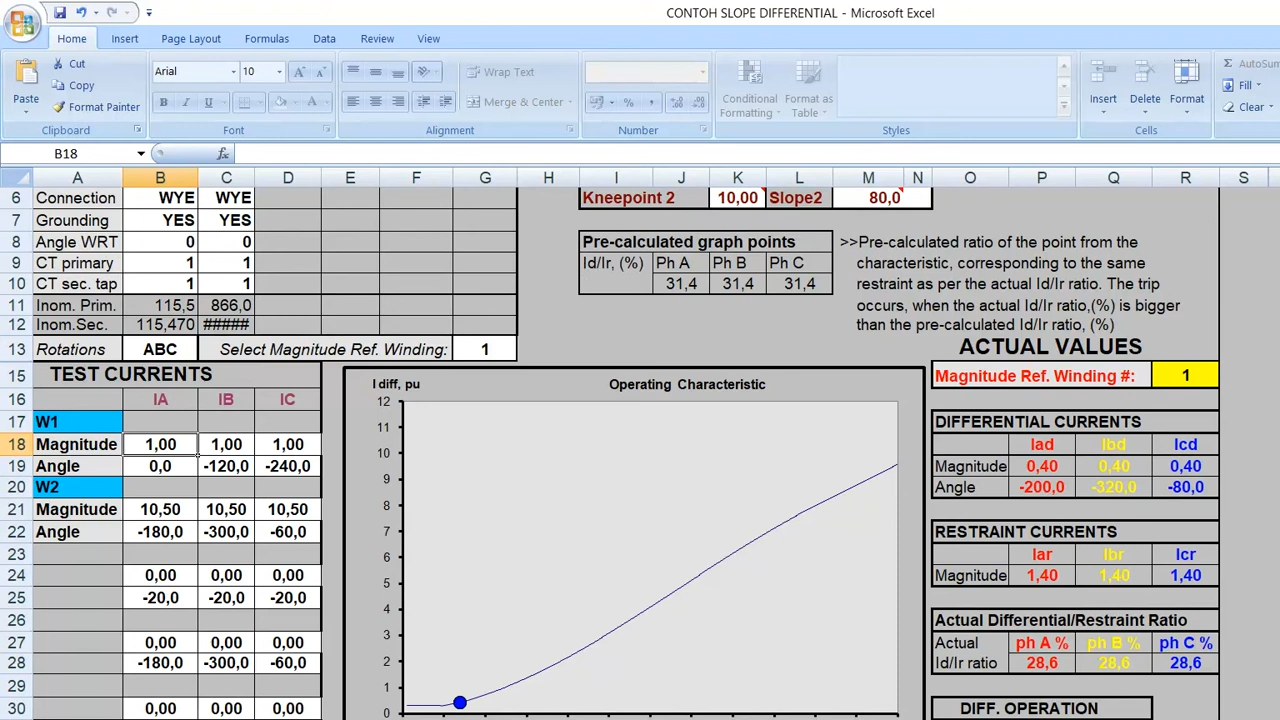 CONTOH SLOPE DIFFERENTIAL - Microsoft Excel
Home Insert Page Layout Formulas Data Review View
Cut
Copy
Format Painter
Paste
Arial 10
B I U A
Wrap Text
Merge & Center
% ,
Conditional Formatting
Format as Table
Insert Delete Format
Σ AutoSum
Fill
Clear
Clipboard Font Alignment Number Styles Cells
B18 fx
A B C D E F G H I J K L M N O P Q R S T
6 Connection WYE WYE Kneepoint 2 10,00 Slope2 80,0
7 Grounding YES YES
8 Angle WRT 0 0 Pre-calculated graph points >>Pre-calculated ratio of the point from the
9 CT primary 1 1 Id/Ir, (%) Ph A Ph B Ph C characteristic, corresponding to the same
10 CT sec. tap 1 1 31,4 31,4 31,4 restraint as per the actual Id/Ir ratio. The trip
11 Inom. Prim. 115,5 866,0 occurs, when the actual Id/Ir ratio,(%) is bigger
12 Inom.Sec. 115,470 ##### than the pre-calculated Id/Ir ratio, (%)
13 Rotations ABC Select Magnitude Ref. Winding: 1 ACTUAL VALUES
15 TEST CURRENTS Magnitude Ref. Winding #: 1
16 IA IB IC
17 W1 DIFFERENTIAL CURRENTS
18 Magnitude 1,00 1,00 1,00 Iad Ibd Icd
19 Angle 0,0 -120,0 -240,0 Magnitude 0,40 0,40 0,40
20 W2 Angle -200,0 -320,0 -80,0
21 Magnitude 10,50 10,50 10,50
22 Angle -180,0 -300,0 -60,0 RESTRAINT CURRENTS
23 Iar Ibr Icr
24 0,00 0,00 0,00 Magnitude 1,40 1,40 1,40
25 -20,0 -20,0 -20,0
26 Actual Differential/Restraint Ratio
27 0,00 0,00 0,00 Actual ph A % ph B % ph C %
28 -180,0 -300,0 -60,0 Id/Ir ratio 28,6 28,6 28,6
29
30 0,00 0,00 0,00 DIFF. OPERATION
I diff, pu Operating Characteristic
12
11
10
9
8
7
6
5
4
3
2
1
0